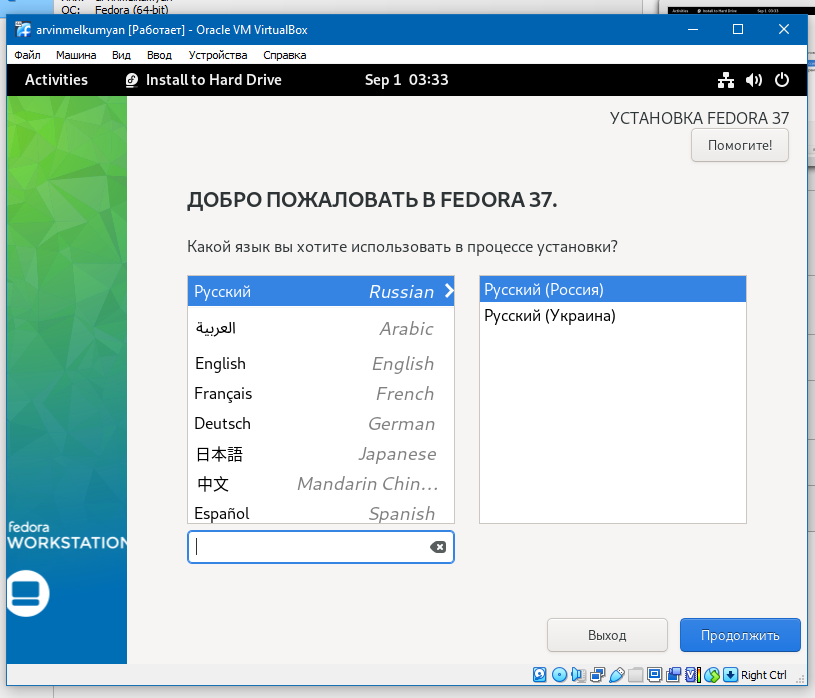 ОС: Fedora (64-bit)
arvinmelkumyan [Работает] - Oracle VM VirtualBox
Файл Машина Вид Ввод Устройства Справка
Activities Install to Hard Drive Sep 1 03:33
УСТАНОВКА FEDORA 37
Помогите!
ДОБРО ПОЖАЛОВАТЬ В FEDORA 37.
Какой язык вы хотите использовать в процессе установки?
Русский Russian
العربية Arabic
English English
Français French
Deutsch German
日本語 Japanese
中文 Mandarin Chin…
Español Spanish
Русский (Россия)
Русский (Украина)
fedora
WORKSTATION
Выход
Продолжить
Right Ctrl